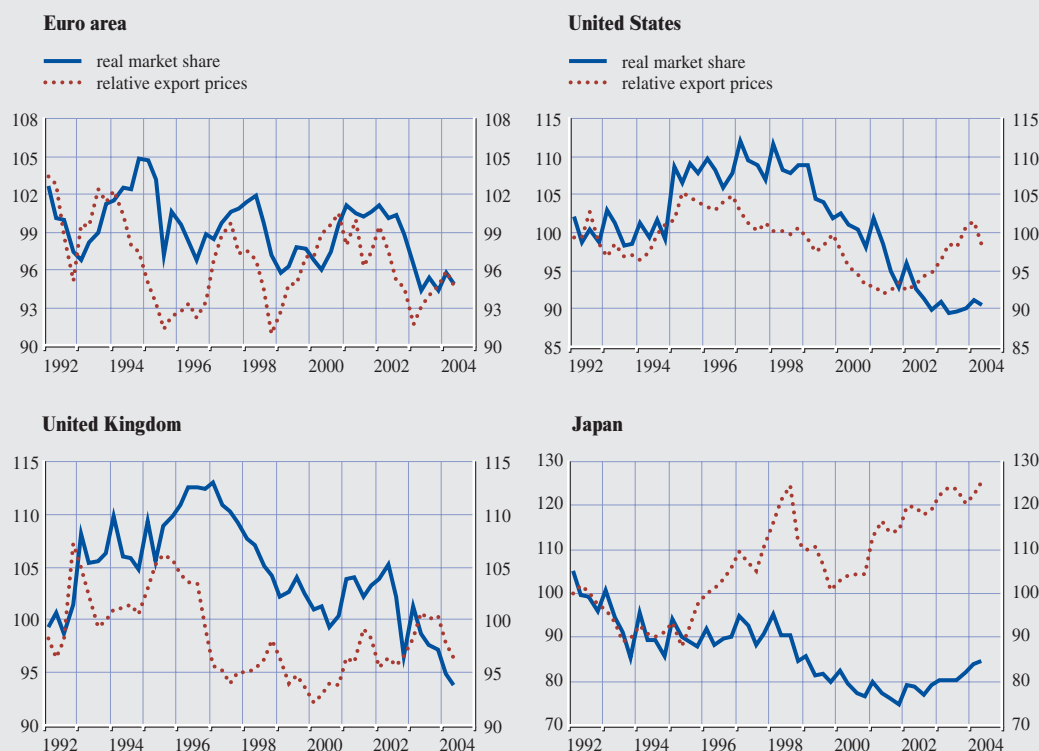 Euro area
real market share
relative export prices
108 108
105 105
102 102
99 99
96 96
93 93
90 90
1992 1994 1996 1998 2000 2002 2004
United States
real market share
relative export prices
115 115
110 110
105 105
100 100
95 95
90 90
85 85
1992 1994 1996 1998 2000 2002 2004
United Kingdom
115 115
110 110
105 105
100 100
95 95
90 90
1992 1994 1996 1998 2000 2002 2004
Japan
130 130
120 120
110 110
100 100
90 90
80 80
70 70
1992 1994 1996 1998 2000 2002 2004